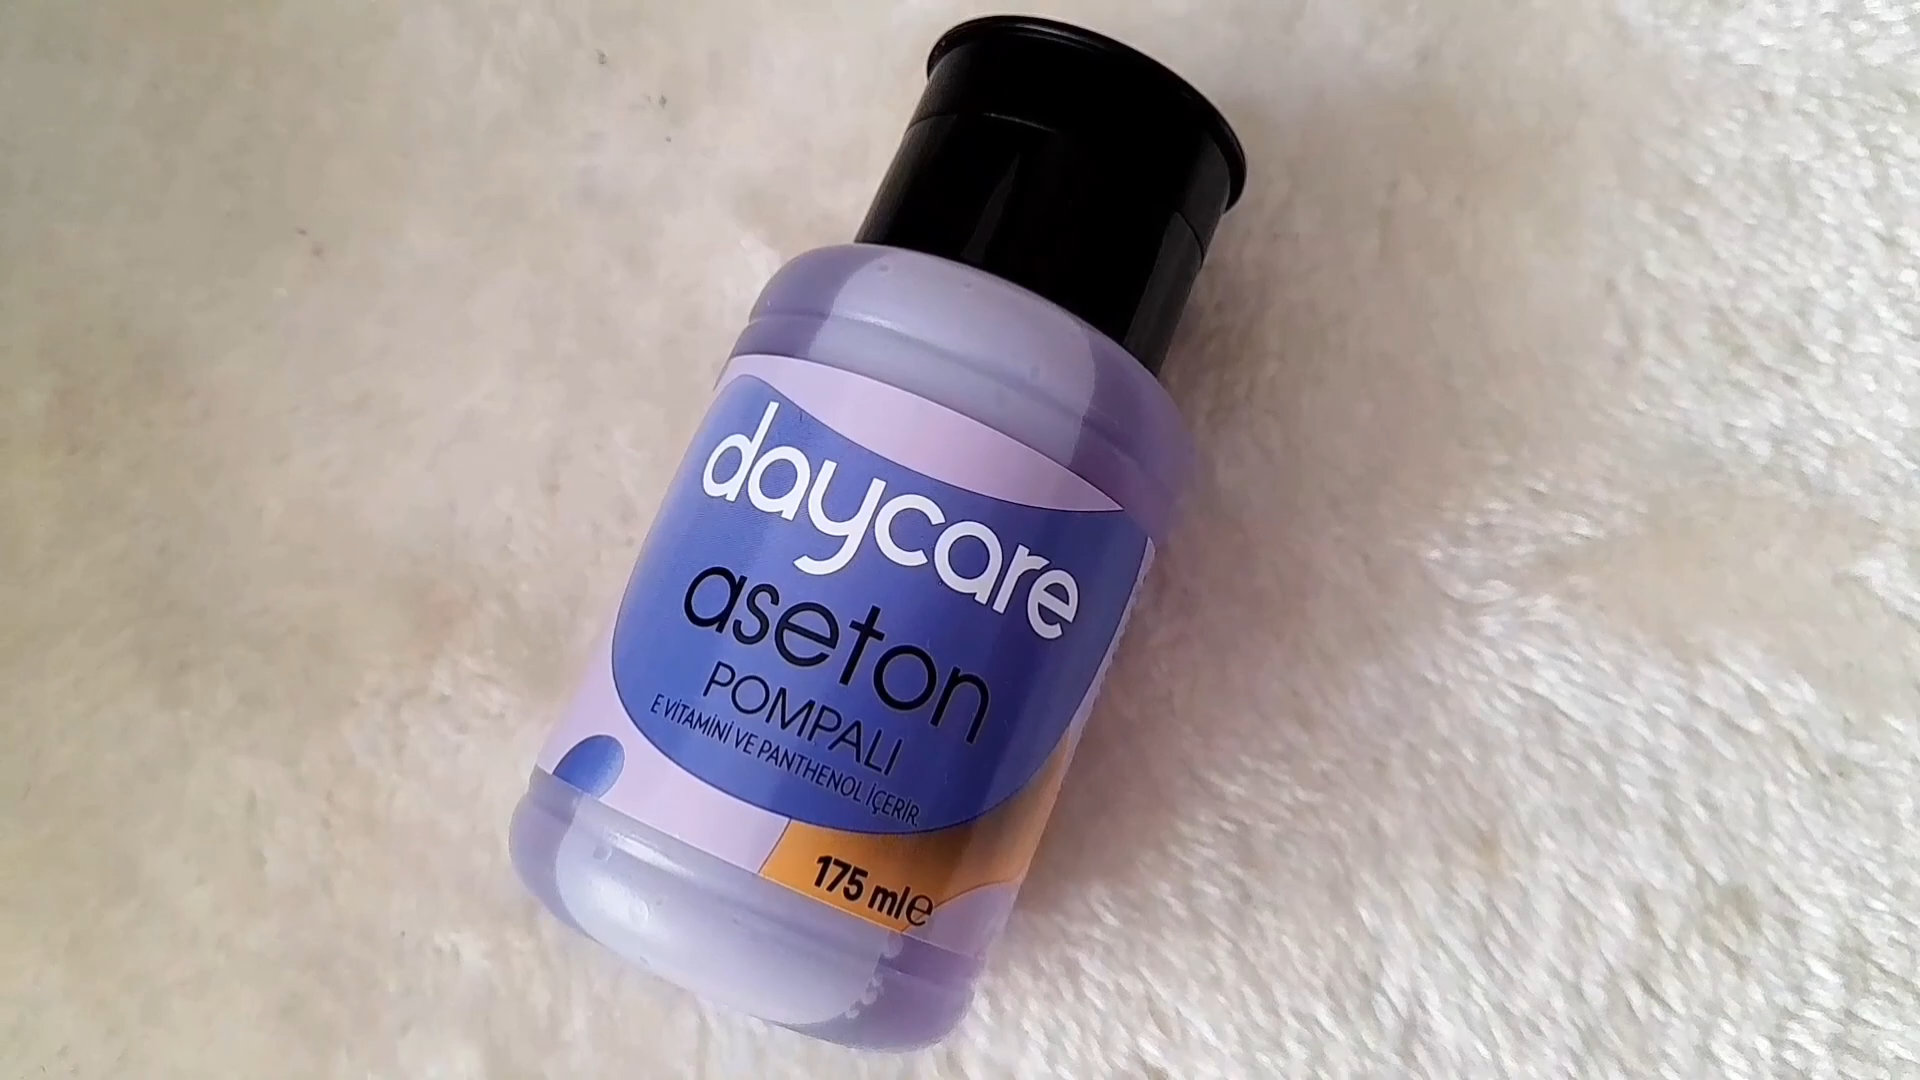 daycare
aseton
POMPALI
E VİTAMİNİ VE PANTHENOL İÇERİR.
175 ml e